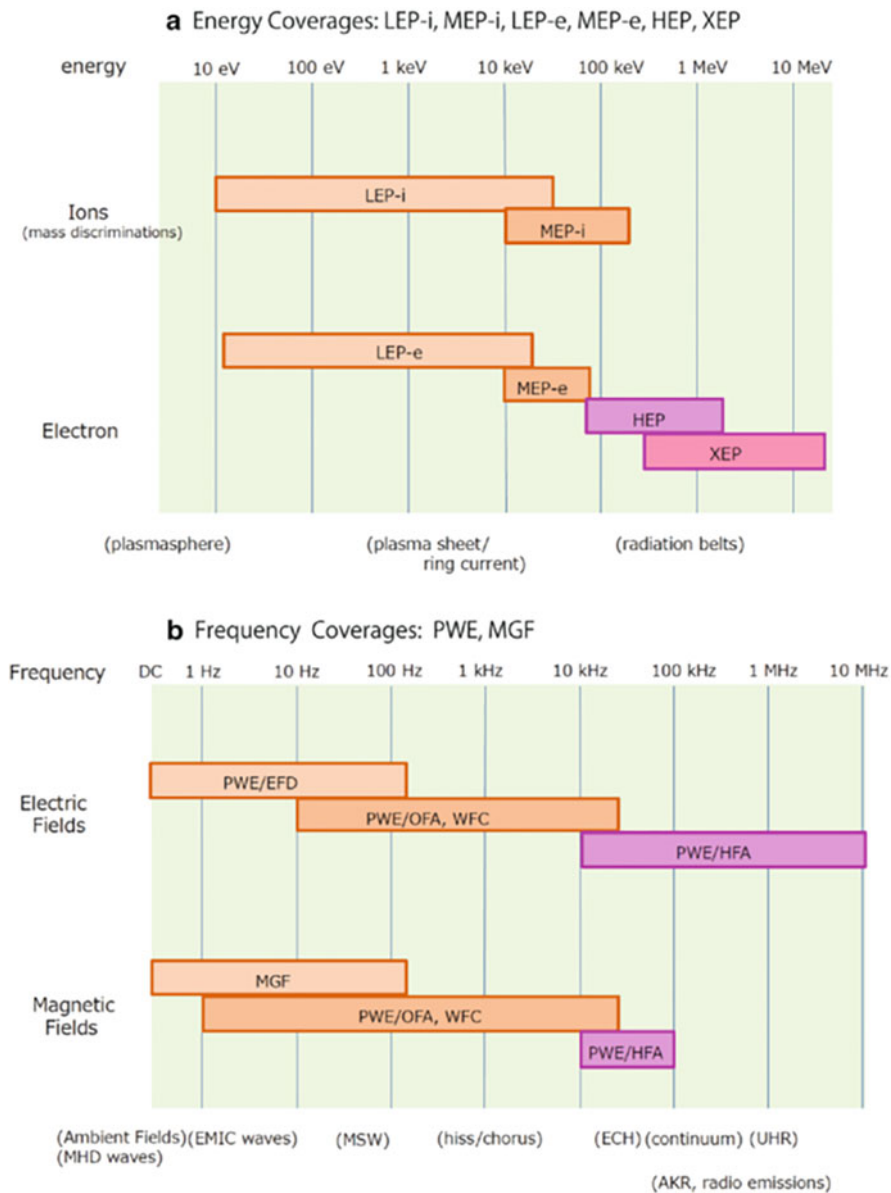 a Energy Coverages: LEP-i, MEP-i, LEP-e, MEP-e, HEP, XEP
energy 10 eV 100 eV 1 keV 10 keV 100 keV 1 MeV 10 MeV
LEP-i
Ions
(mass discriminations)
MEP-i
LEP-e
MEP-e
Electron
HEP
XEP
(plasmasphere) (plasma sheet/ (radiation belts)
ring current)
b Frequency Coverages: PWE, MGF
Frequency DC 1 Hz 10 Hz 100 Hz 1 kHz 10 kHz 100 kHz 1 MHz 10 MHz
PWE/EFD
Electric
Fields
PWE/OFA, WFC
PWE/HFA
MGF
Magnetic
Fields
PWE/OFA, WFC
PWE/HFA
(Ambient Fields) (EMIC waves) (MSW) (hiss/chorus) (ECH) (continuum) (UHR)
(MHD waves)
(AKR, radio emissions)